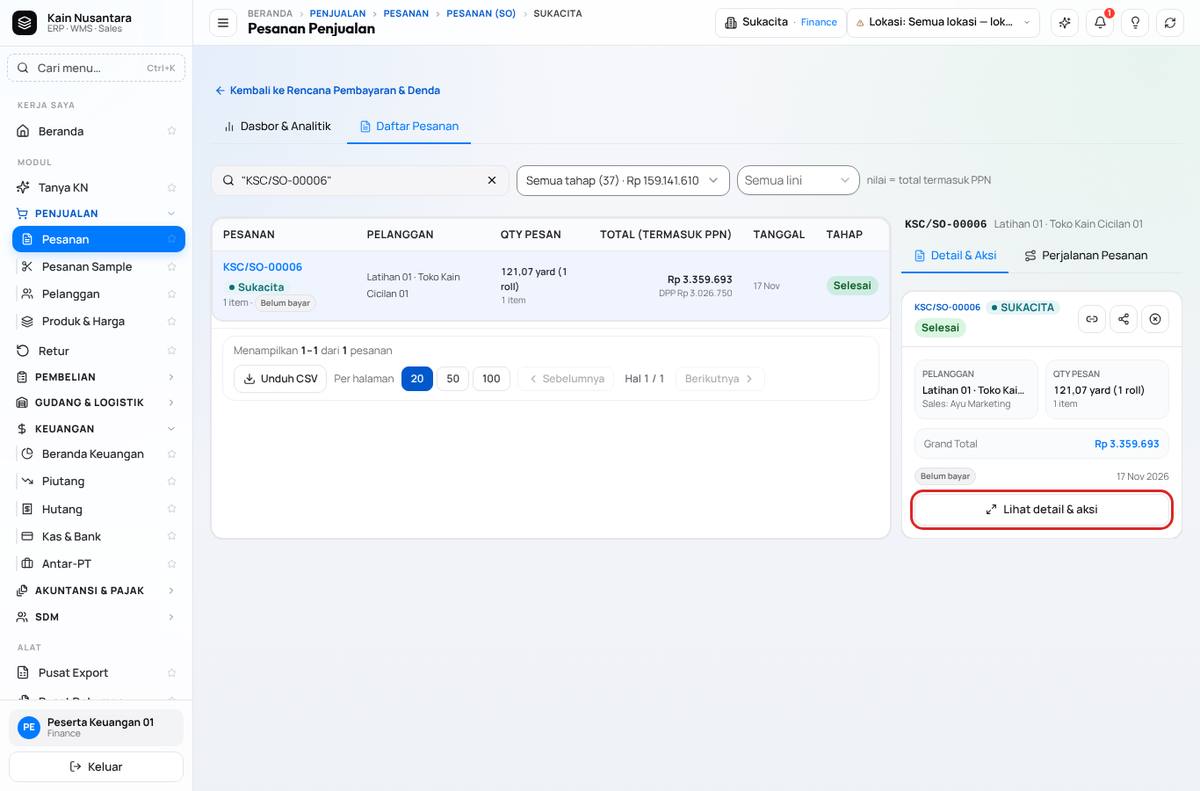 Kain Nusantara
ERP · WMS · Sales
Cari menu...
Ctrl+K
KERJA SAYA
Beranda
MODUL
Tanya KN
PENJUALAN
Pesanan
Pesanan Sample
Pelanggan
Produk & Harga
Retur
PEMBELIAN
GUDANG & LOGISTIK
KEUANGAN
Beranda Keuangan
Piutang
Hutang
Kas & Bank
Antar-PT
AKUNTANSI & PAJAK
SDM
ALAT
Pusat Export
PE
Peserta Keuangan 01
Finance
Keluar
BERANDA > PENJUALAN > PESANAN > PESANAN (SO) > SUKACITA
Pesanan Penjualan
Sukacita · Finance
Lokasi: Semua lokasi — lok...
1
Kembali ke Rencana Pembayaran & Denda
Dasbor & Analitik
Daftar Pesanan
"KSC/SO-00006"
Semua tahap (37) · Rp 159.141.610
Semua lini
nilai = total termasuk PPN
PESANAN PELANGGAN QTY PESAN TOTAL (TERMASUK PPN) TANGGAL TAHAP
KSC/SO-00006
Sukacita
1 item · Belum bayar
Latihan 01 · Toko Kain
Cicilan 01
121,07 yard (1
roll)
1 item
Rp 3.359.693
DPP Rp 3.026.750
17 Nov
Selesai
Menampilkan 1–1 dari 1 pesanan
Unduh CSV Per halaman 20 50 100 Sebelumnya Hal 1 / 1 Berikutnya
KSC/SO-00006 Latihan 01 · Toko Kain Cicilan 01
Detail & Aksi
Perjalanan Pesanan
KSC/SO-00006 SUKACITA
Selesai
PELANGGAN
Latihan 01 · Toko Kai...
Sales: Ayu Marketing
QTY PESAN
121,07 yard (1 roll)
1 item
Grand Total Rp 3.359.693
Belum bayar 17 Nov 2026
Lihat detail & aksi